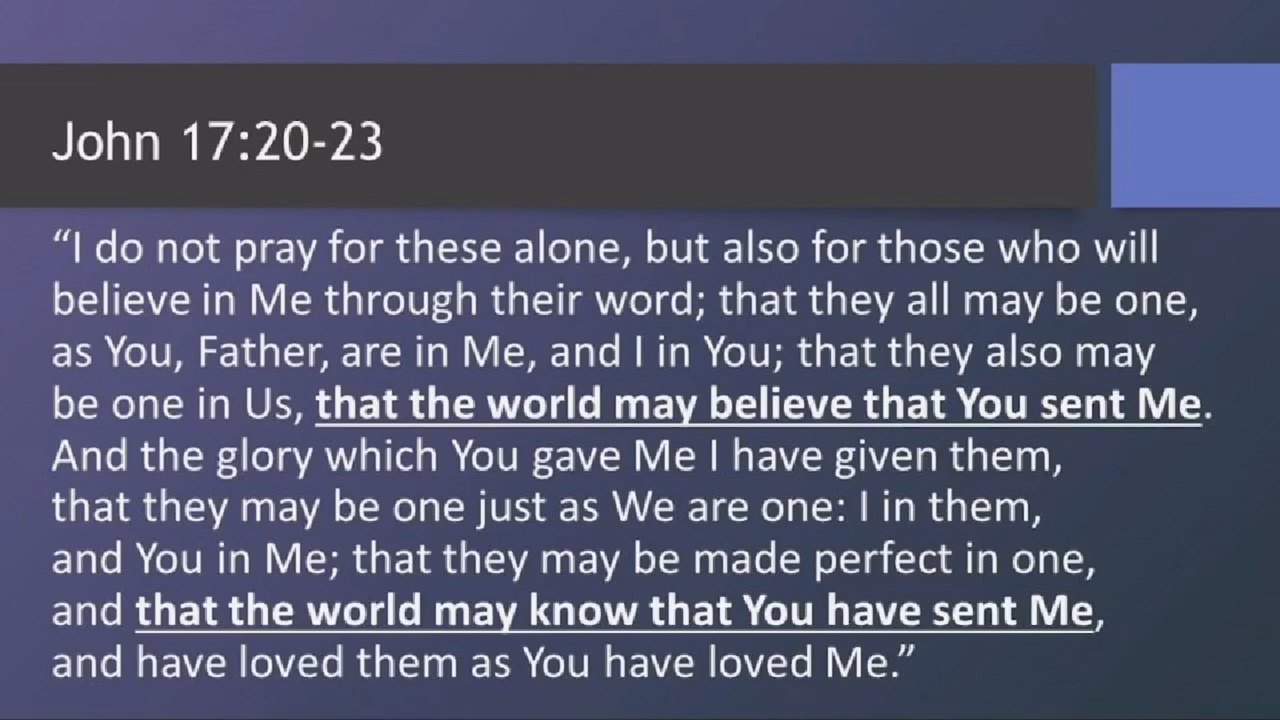 John 17:20-23
“I do not pray for these alone, but also for those who will
believe in Me through their word; that they all may be one,
as You, Father, are in Me, and I in You; that they also may
be one in Us, that the world may believe that You sent Me.
And the glory which You gave Me I have given them,
that they may be one just as We are one: I in them,
and You in Me; that they may be made perfect in one,
and that the world may know that You have sent Me,
and have loved them as You have loved Me.”